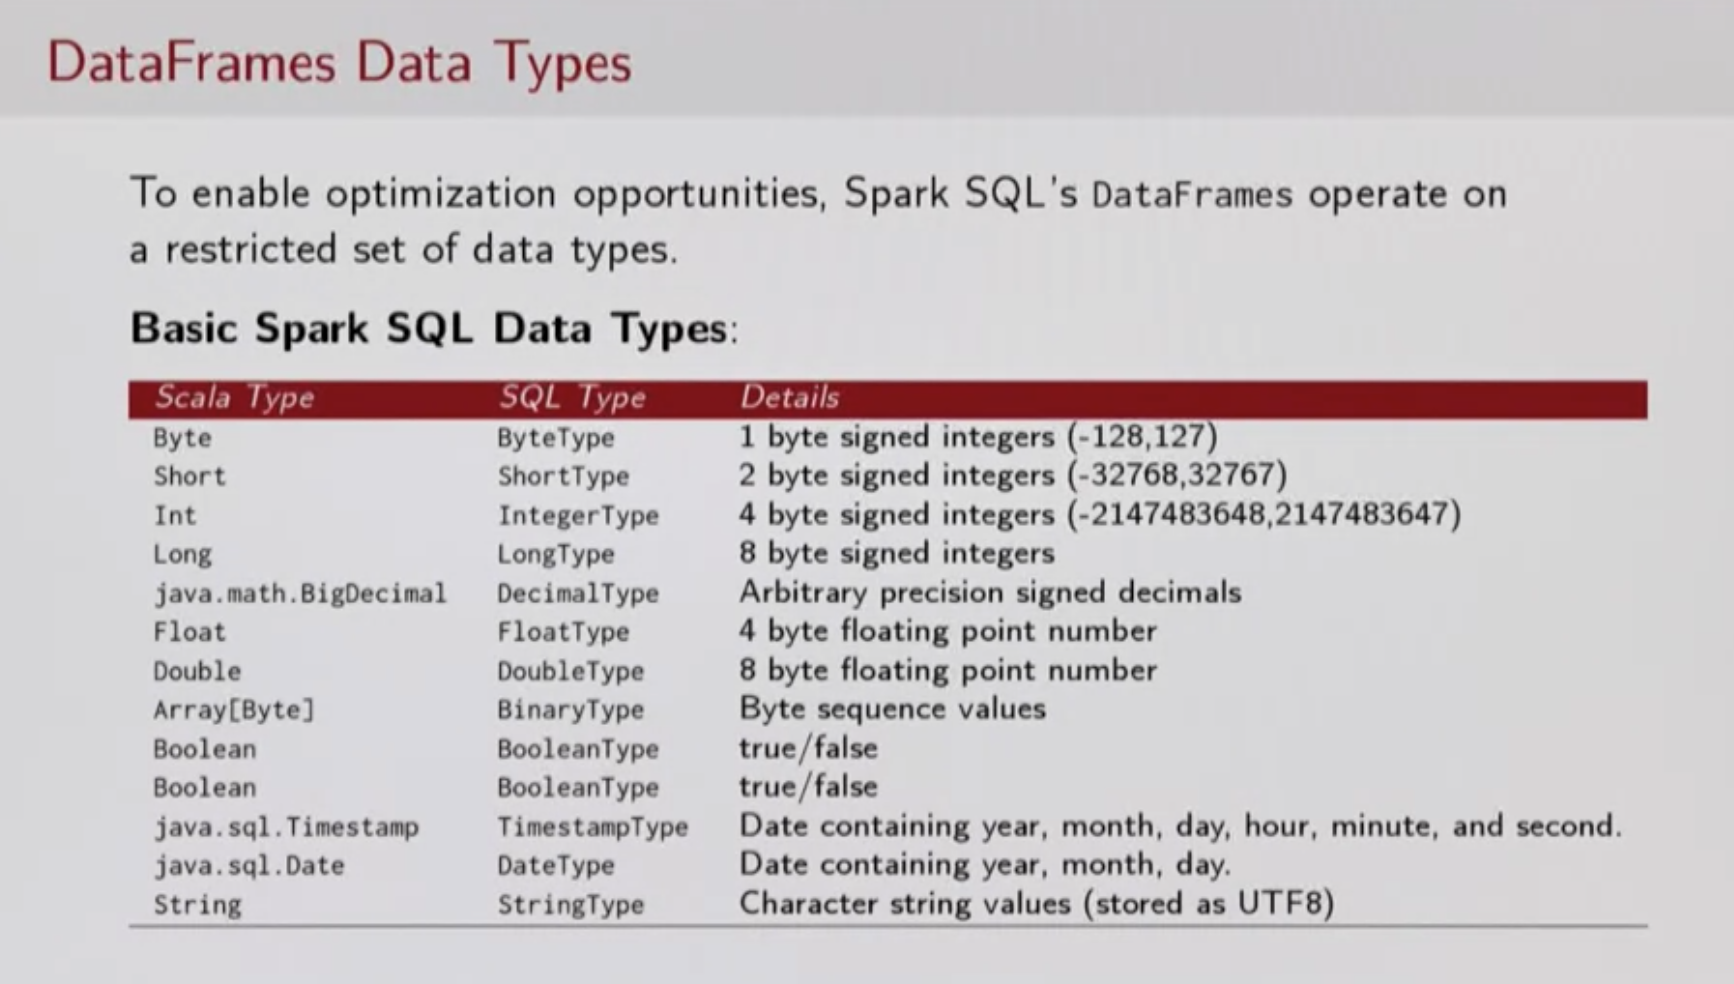 DataFrames Data Types
To enable optimization opportunities, Spark SQL's DataFrames operate on
a restricted set of data types.
Basic Spark SQL Data Types:
Scala Type SQL Type Details
Byte ByteType 1 byte signed integers (-128,127)
Short ShortType 2 byte signed integers (-32768,32767)
Int IntegerType 4 byte signed integers (-2147483648,2147483647)
Long LongType 8 byte signed integers
java.math.BigDecimal DecimalType Arbitrary precision signed decimals
Float FloatType 4 byte floating point number
Double DoubleType 8 byte floating point number
Array[Byte] BinaryType Byte sequence values
Boolean BooleanType true/false
Boolean BooleanType true/false
java.sql.Timestamp TimestampType Date containing year, month, day, hour, minute, and second.
java.sql.Date DateType Date containing year, month, day.
String StringType Character string values (stored as UTF8)